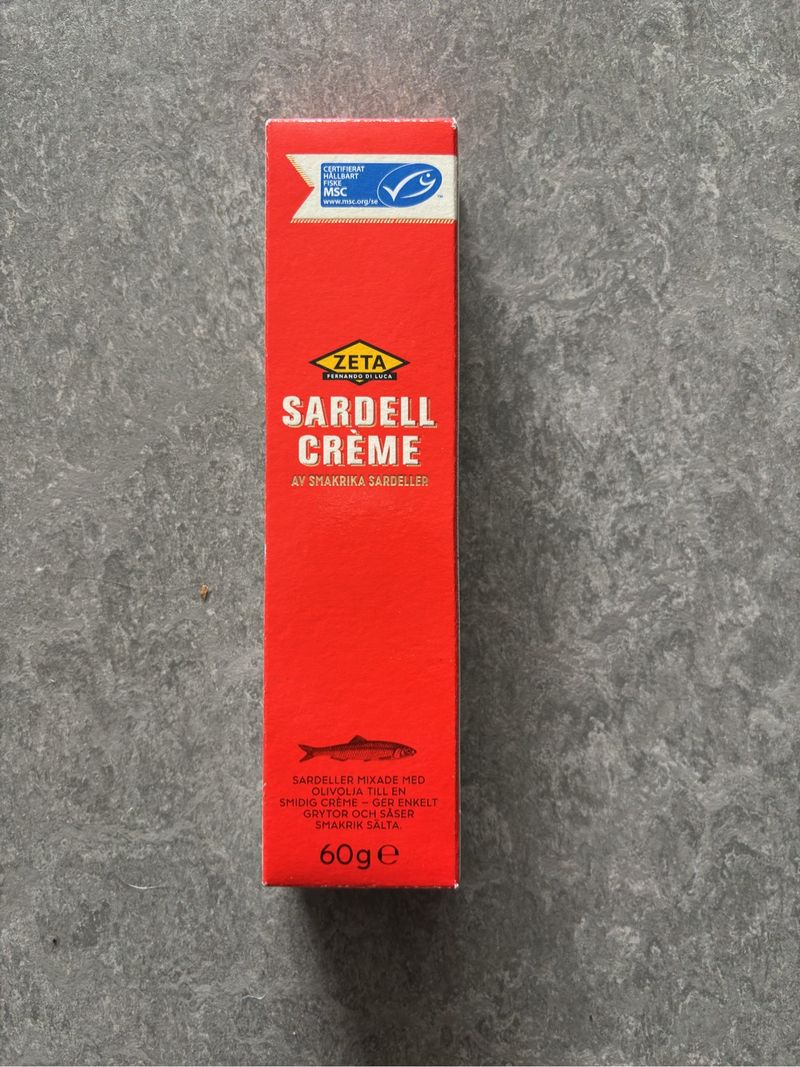 CERTIFIERAT
HÅLLBART
FISKE
MSC
www.msc.org/se
TM
ZETA
FERNANDO DI LUCA
SARDELL
CRÈME
AV SMAKRIKA SARDELLER
SARDELLER MIXADE MED
OLIVOLJA TILL EN
SMIDIG CRÈME – GER ENKELT
GRYTOR OCH SÅSER
SMAKRIK SÄLTA.
60g ℮